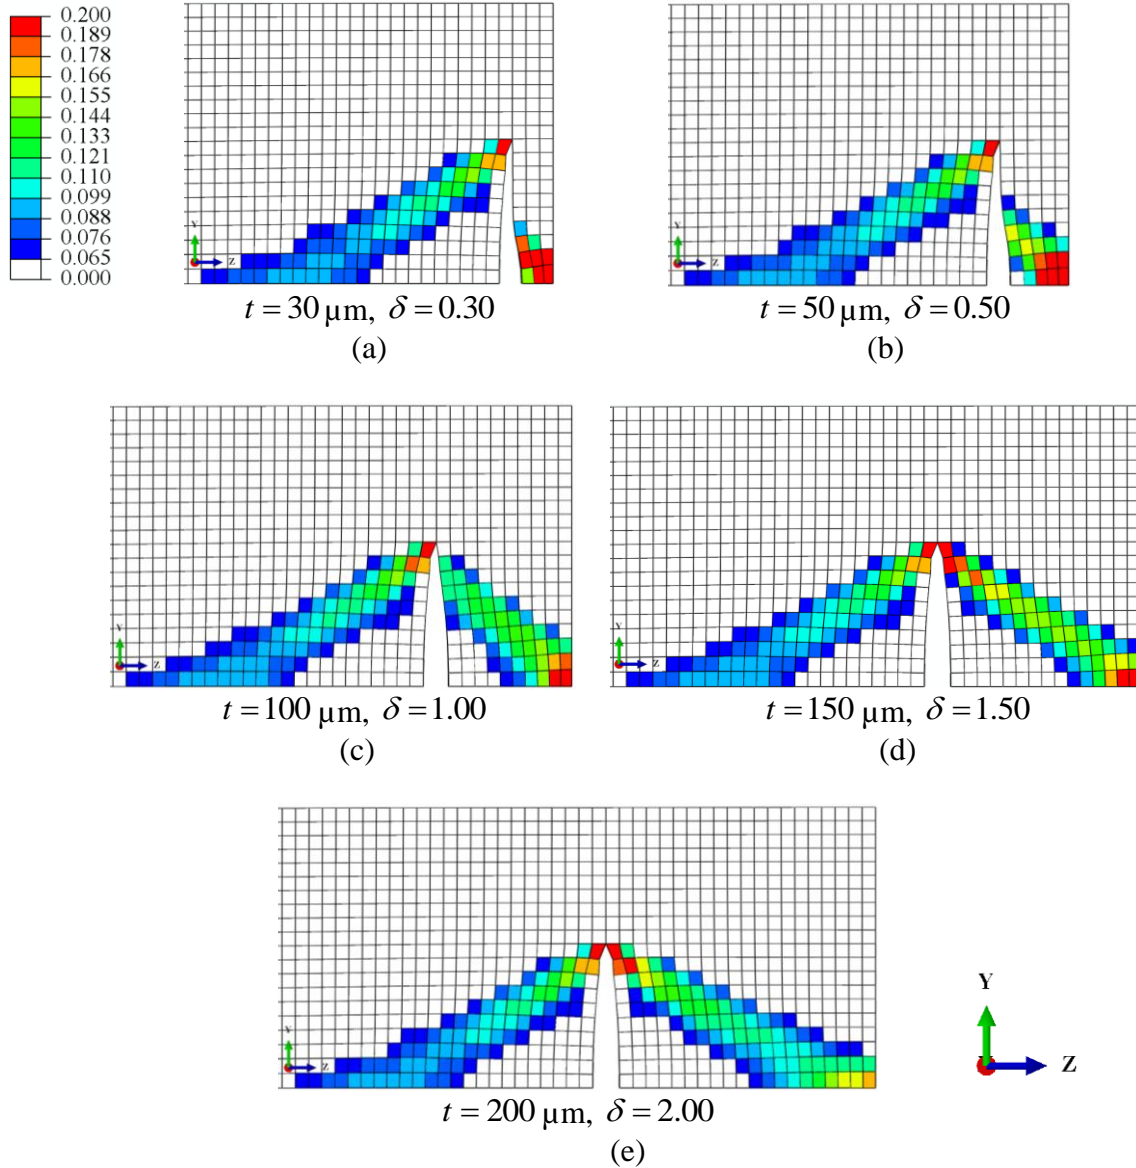 0.200
0.189
0.178
0.166
0.155
0.144
0.133
0.121
0.110
0.099
0.088
0.076
0.065
0.000
Y
Z
t = 30 µm, δ = 0.30
(a)
Y
Z
t = 50 µm, δ = 0.50
(b)
Y
Z
t = 100 µm, δ = 1.00
(c)
Y
Z
t = 150 µm, δ = 1.50
(d)
Y
Z
t = 200 µm, δ = 2.00
(e)
Y
Z